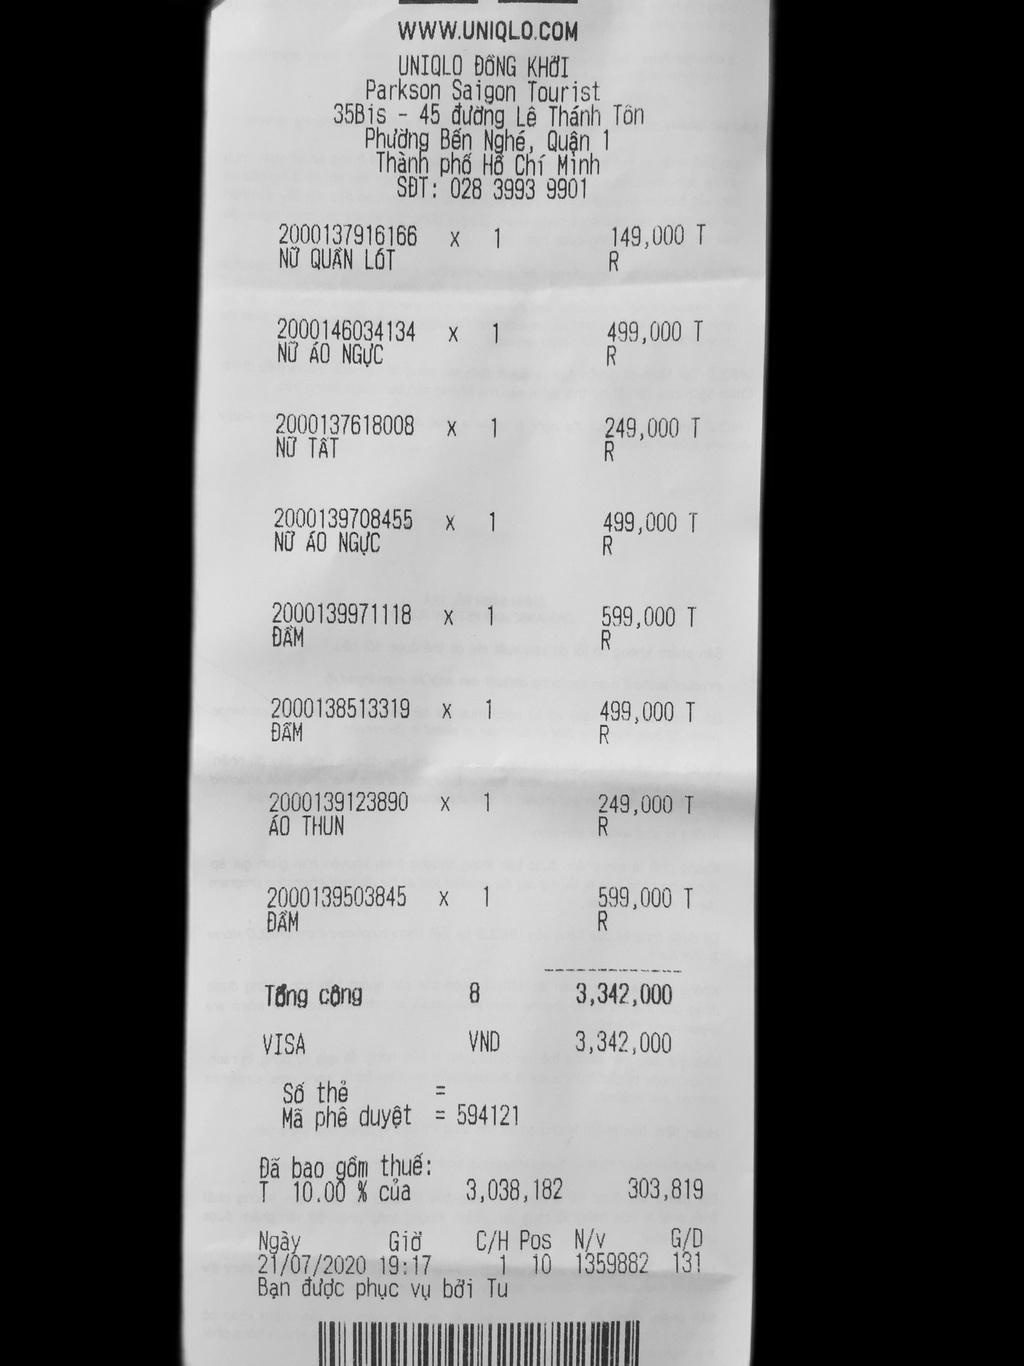 WWW.UNIQLO.COM
UNIQLO ĐỒNG KHỞI
Parkson Saigon Tourist
35Bis - 45 đường Lê Thánh Tôn
Phường Bến Nghé, Quận 1
Thành phố Hồ Chí Minh
SĐT: 028 3993 9901
2000137916166 x 1 149,000 T
NỮ QUẦN LÓT R
2000146034134 x 1 499,000 T
NỮ ÁO NGỰC R
2000137618008 x 1 249,000 T
NỮ TẤT R
2000139708455 x 1 499,000 T
NỮ ÁO NGỰC R
2000139971118 x 1 599,000 T
ĐẦM R
2000138513319 x 1 499,000 T
ĐẦM R
2000139123890 x 1 249,000 T
ÁO THUN R
2000139503845 x 1 599,000 T
ĐẦM R
Tổng cộng 8 3,342,000
VISA VND 3,342,000
Số thẻ =
Mã phê duyệt = 594121
Đã bao gồm thuế:
T 10.00 % của 3,038,182 303,819
Ngày Giờ C/H Pos N/v G/D
21/07/2020 19:17 1 10 1359882 131
Bạn được phục vụ bởi Tu